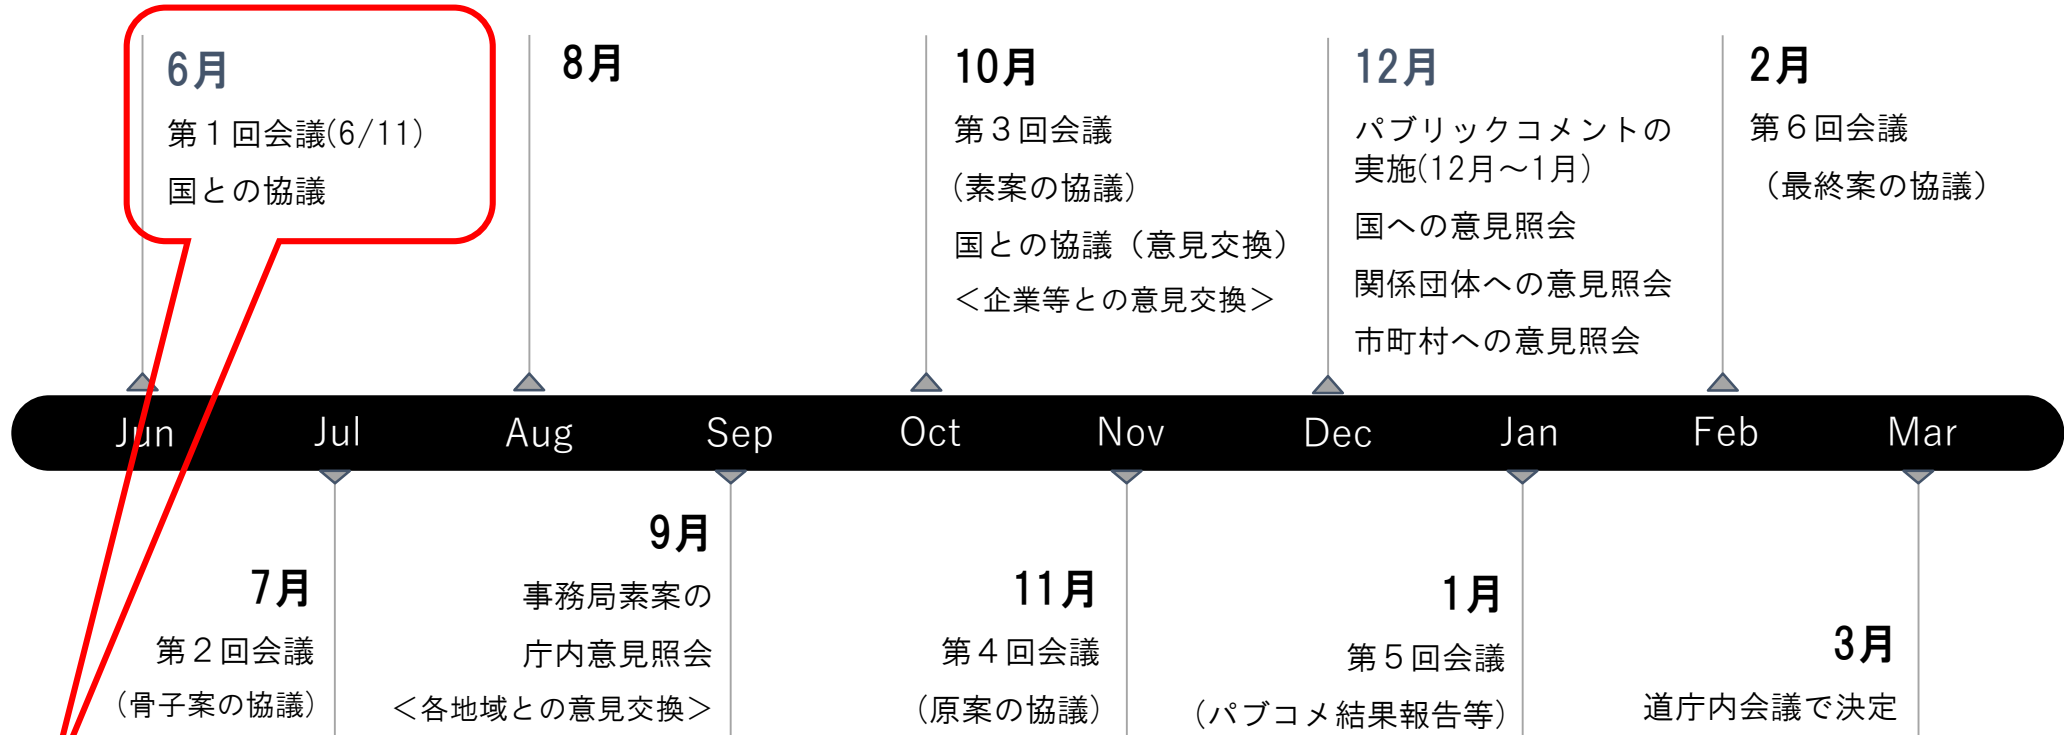 6月
第１回会議(6/11)
国との協議
8月
10月
第３回会議
(素案の協議)
国との協議（意見交換）
＜企業等との意見交換＞
12月
パブリックコメントの
実施(12月～1月)
国への意見照会
関係団体への意見照会
市町村への意見照会
2月
第６回会議
（最終案の協議）
Jun Jul Aug Sep Oct Nov Dec Jan Feb Mar
7月
第２回会議
(骨子案の協議)
9月
事務局素案の
庁内意見照会
＜各地域との意見交換＞
11月
第４回会議
(原案の協議)
1月
第５回会議
(パブコメ結果報告等)
3月
道庁内会議で決定